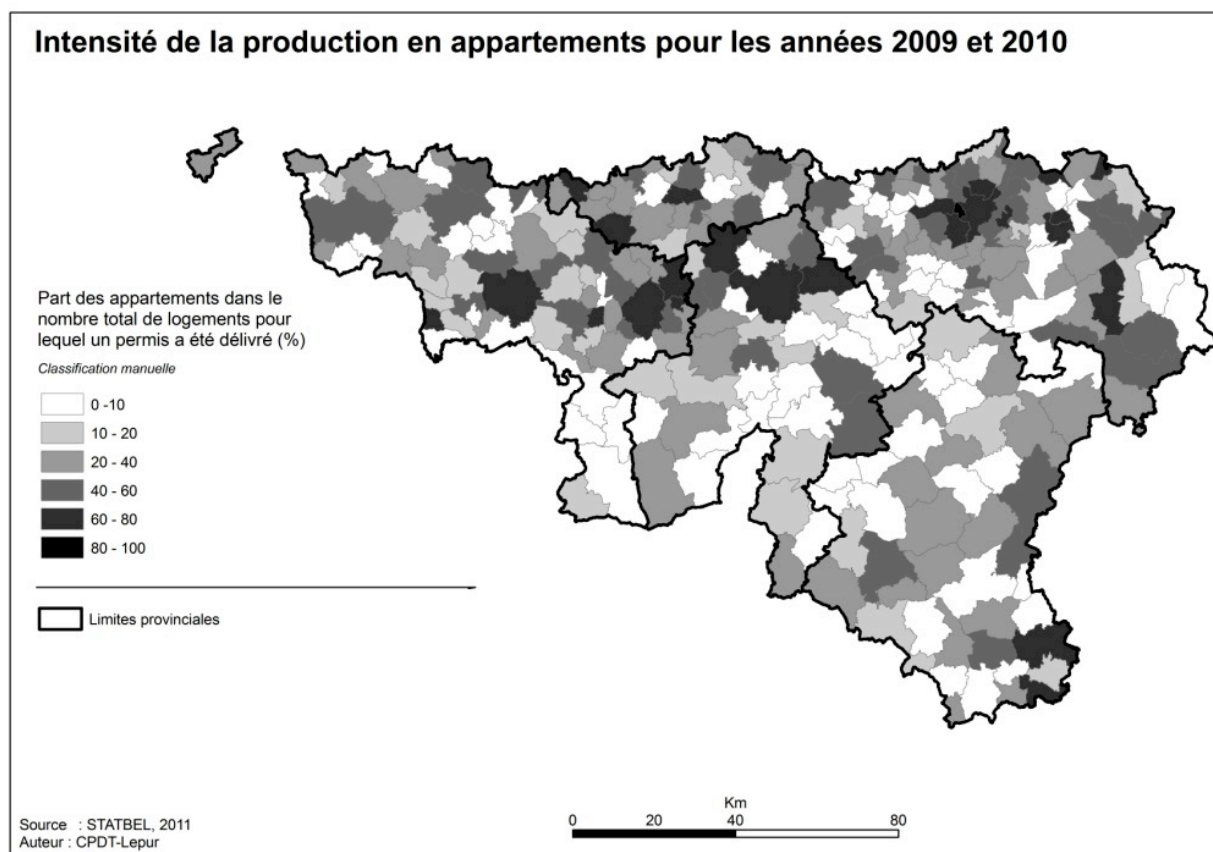 Intensité de la production en appartements pour les années 2009 et 2010
Part des appartements dans le
nombre total de logements pour
lequel un permis a été délivré (%)
Classification manuelle
0 -10
10 - 20
20 - 40
40 - 60
60 - 80
80 - 100
Limites provinciales
Km
0 20 40 80
Source : STATBEL, 2011
Auteur : CPDT-Lepur